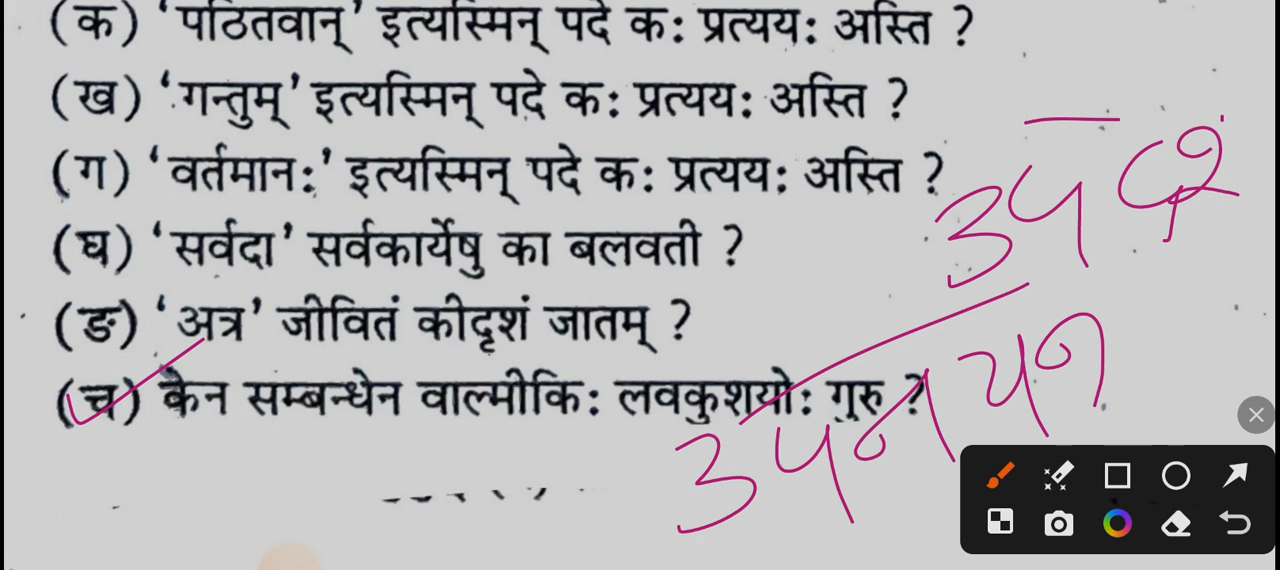 (क) 'पठितवान्' इत्यस्मिन् पदे कः प्रत्ययः अस्ति ?
(ख) 'गन्तुम्' इत्यस्मिन् पदे कः प्रत्ययः अस्ति ?
(ग) 'वर्तमानः' इत्यस्मिन् पदे कः प्रत्ययः अस्ति ?
(घ) 'सर्वदा' सर्वकार्येषु का बलवती ?
(ङ) 'अत्र' जीवितं कीदृशं जातम् ?
(च) केन सम्बन्धेन वाल्मीकिः लवकुशयोः गुरु ?
उपनयन